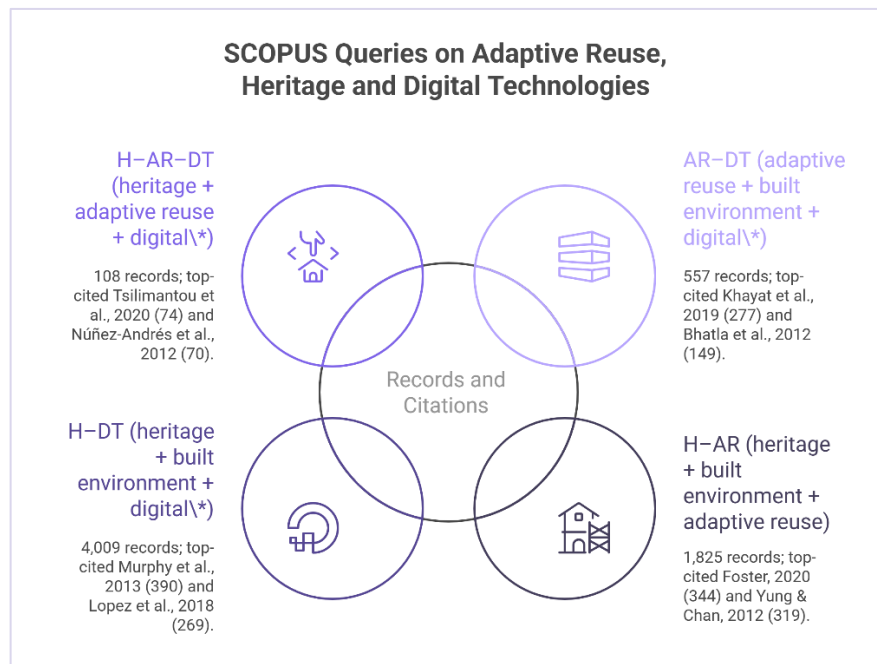 SCOPUS Queries on Adaptive Reuse,
Heritage and Digital Technologies
H–AR–DT
(heritage +
adaptive reuse
+ digital\*)
108 records; top-
cited Tsilimantou et
al., 2020 (74) and
Núñez-Andrés et al.,
2012 (70).
AR–DT (adaptive
reuse + built
environment +
digital\*)
557 records; top-
cited Khayat et al.,
2019 (277) and
Bhatla et al., 2012
(149).
Records and
Citations
H–DT (heritage
+ built
environment +
digital\*)
4,009 records; top-
cited Murphy et al.,
2013 (390) and
Lopez et al., 2018
(269).
H–AR (heritage
+ built
environment +
adaptive reuse)
1,825 records; top-
cited Foster, 2020
(344) and Yung &
Chan, 2012 (319).